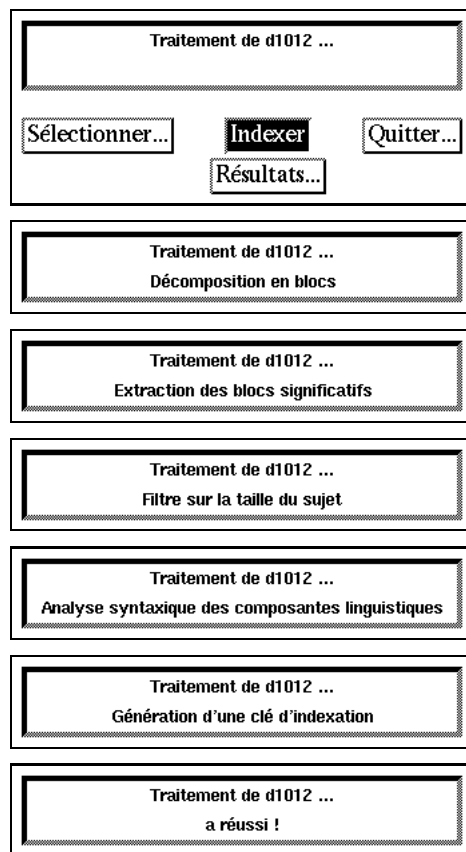 Traitement de d1012 ...
Sélectionner...
Indexer
Quitter...
Résultats...
Traitement de d1012 ...
Décomposition en blocs
Traitement de d1012 ...
Extraction des blocs significatifs
Traitement de d1012 ...
Filtre sur la taille du sujet
Traitement de d1012 ...
Analyse syntaxique des composantes linguistiques
Traitement de d1012 ...
Génération d'une clé d'indexation
Traitement de d1012 ...
a réussi !